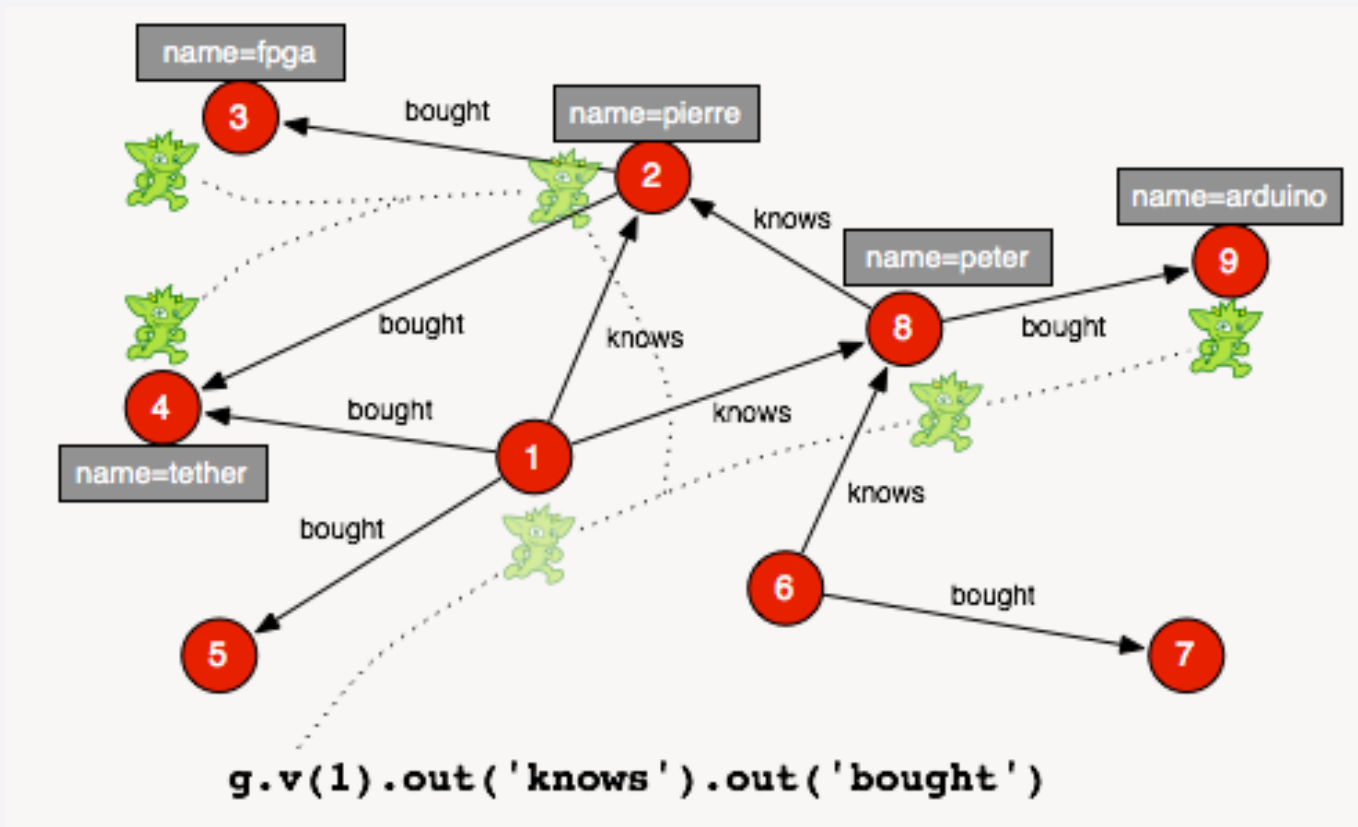 name=fpga
3
bought
name=pierre
2
knows
name=arduino
9
name=peter
8
bought
bought
knows
4
bought
name=tether
1
knows
knows
bought
6
bought
5
7
g.v(1).out('knows').out('bought')